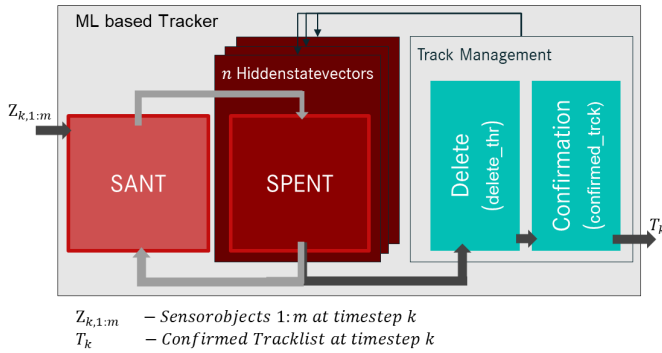 ML based Tracker
n Hiddenstatevectors
Track Management
Z_{k,1:m}
SANT
SPENT
Delete
(delete_thr)
Confirmation
(confirmed_trck)
T_k
Z_{k,1:m} – Sensorobjects 1:m at timestep k
T_k – Confirmed Tracklist at timestep k